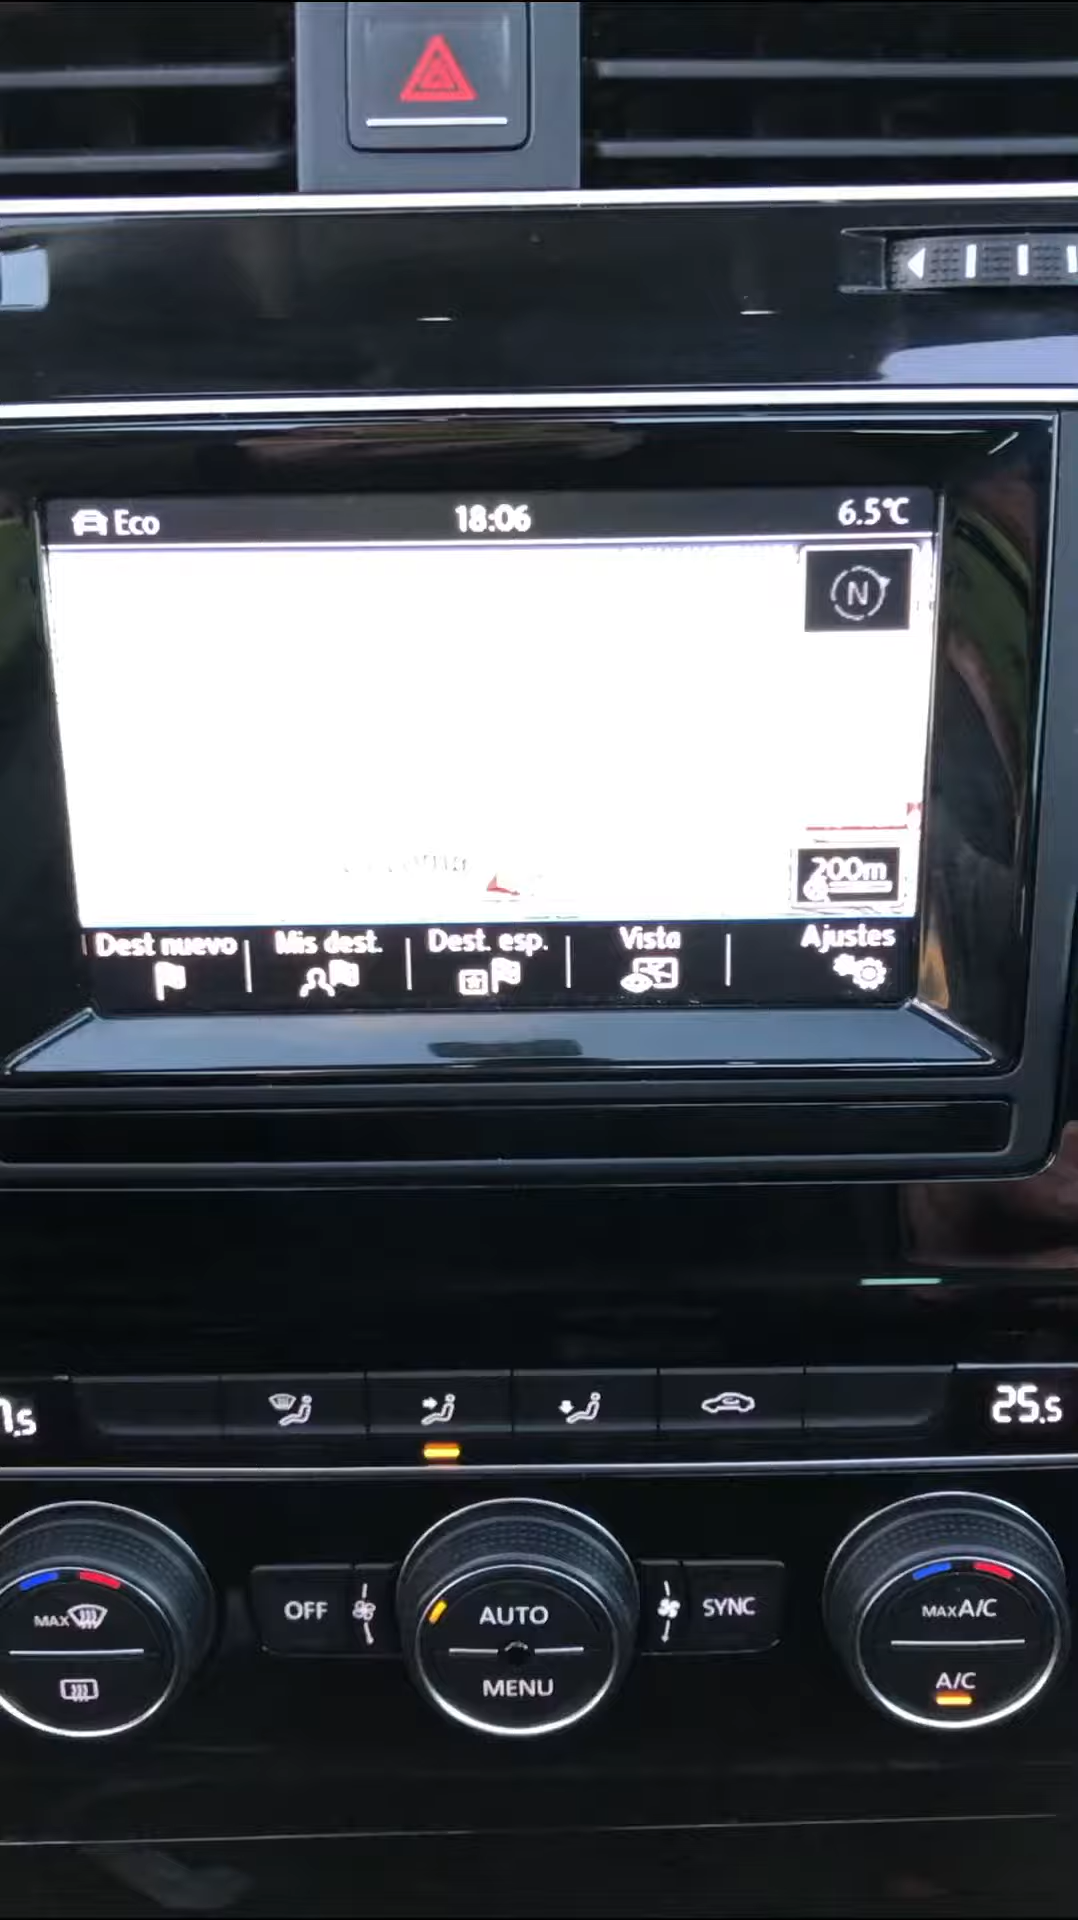 Eco 18:06 6.5°C
N
200m
Dest nuevo Mis dest. Dest. esp. Vista Ajustes
25.5
OFF AUTO SYNC MAX A/C
MAX
MENU A/C